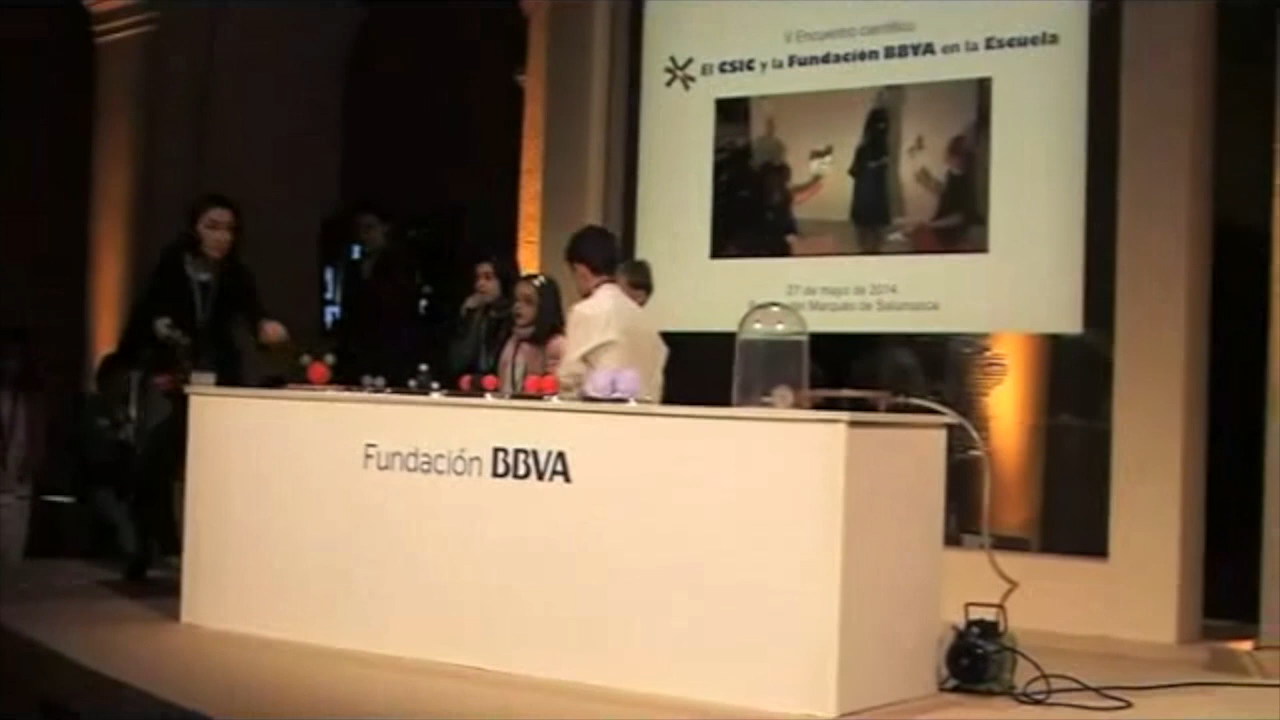 V Encuentro científico
El CSIC y la Fundación BBVA en la Escuela
27 de mayo de 2014
Marqués de Salamanca
Fundación BBVA